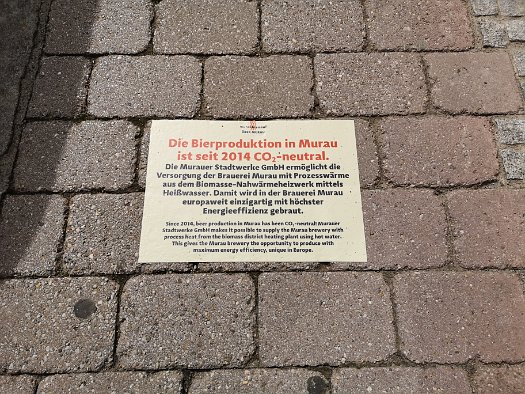 Die Bierproduktion in Murau
ist seit 2014 CO₂-neutral.
Die Murauer Stadtwerke GmbH ermöglicht die
Versorgung der Brauerei Murau mit Prozesswärme
aus dem Biomasse-Nahwärmeheizwerk mittels
Heißwasser. Damit wird in der Brauerei Murau
europaweit einzigartig mit höchster
Energieeffizienz gebraut.
Since 2014, beer production in Murau has been CO₂-neutral! Murauer
Stadtwerke GmbH makes it possible to supply the Murau brewery with
process heat from the biomass district heating plant using hot water.
This gives the Murau brewery the opportunity to produce with
maximum energy efficiency, unique in Europe.